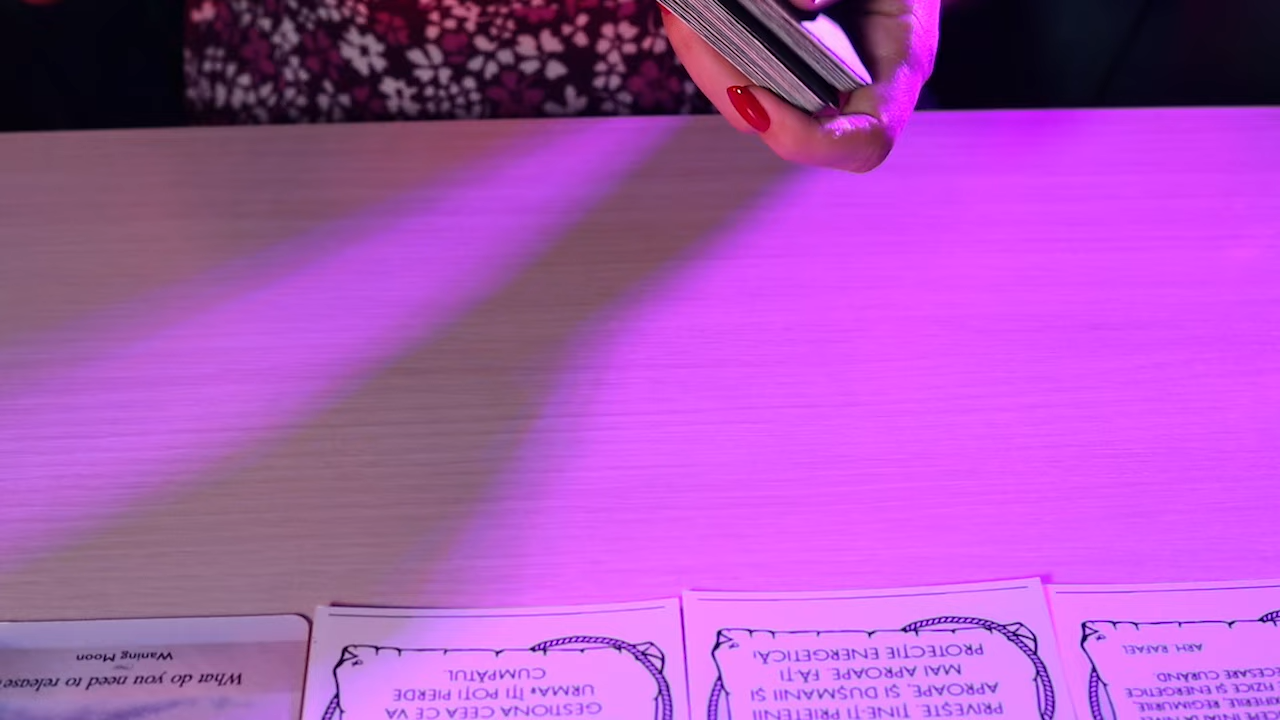 REGIMURILE
FIZICE ȘI ENERGETICE
CURÂND.
ARH. RAFAEL
PRIVEȘTE. ȚINE-ȚI PRIETENII
APROAPE, ȘI DUȘMANII ȘI
MAI APROAPE. FĂ-ȚI
PROTECȚIE ENERGETICĂ,
GESTIONA CEEA CE VA
URMA, ÎȚI POȚI PIERDE
CUMPĂTUL.
What do you need to release
Waning Moon